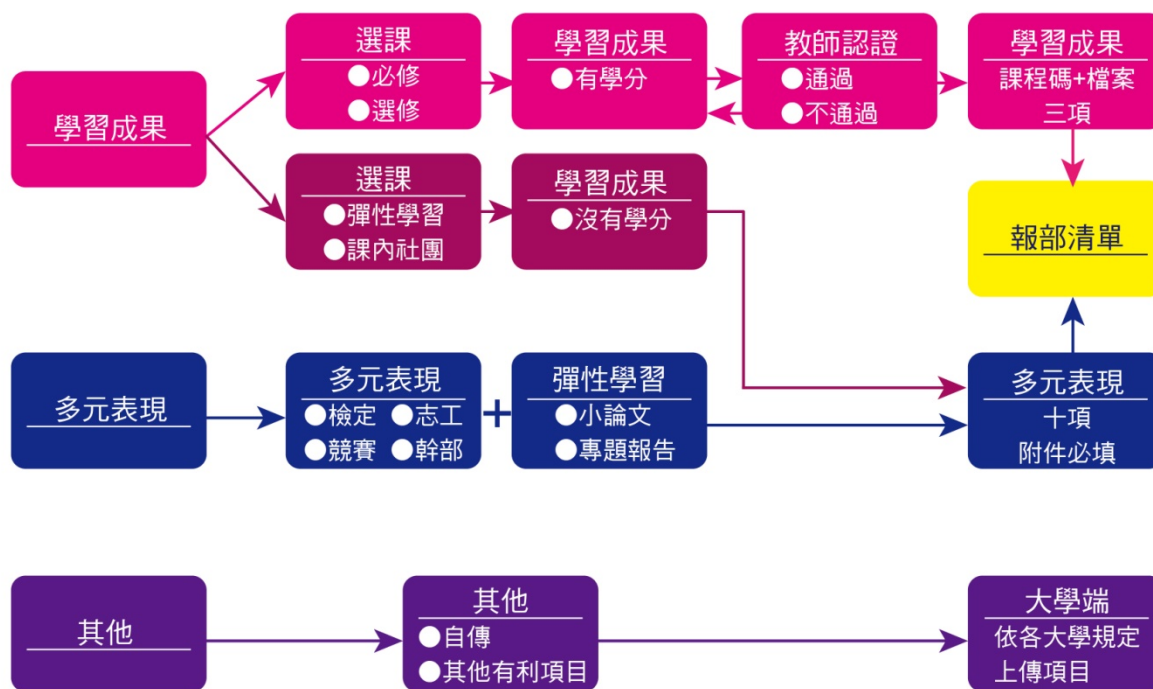 學習成果
選課
●必修
●選修
學習成果
●有學分
教師認證
●通過
●不通過
學習成果
課程碼+檔案
三項
選課
●彈性學習
●課內社團
學習成果
●沒有學分
報部清單
多元表現
多元表現
●檢定 ●志工
●競賽 ●幹部
+
彈性學習
●小論文
●專題報告
多元表現
十項
附件必填
其他
其他
●自傳
●其他有利項目
大學端
依各大學規定
上傳項目